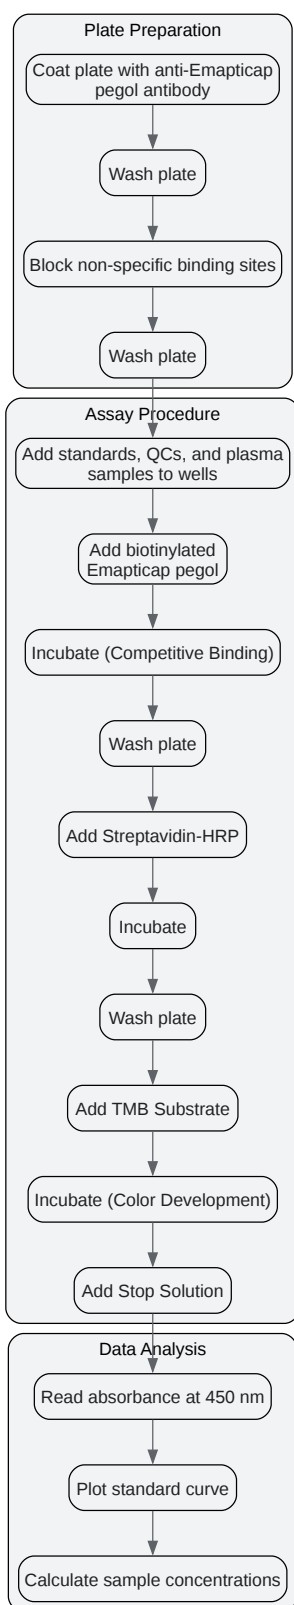 Plate Preparation
Coat plate with anti-Emapticap
pegol antibody
Wash plate
Block non-specific binding sites
Wash plate
Assay Procedure
Add standards, QCs, and plasma
samples to wells
Add biotinylated
Emapticap pegol
Incubate (Competitive Binding)
Wash plate
Add Streptavidin-HRP
Incubate
Wash plate
Add TMB Substrate
Incubate (Color Development)
Add Stop Solution
Data Analysis
Read absorbance at 450 nm
Plot standard curve
Calculate sample concentrations